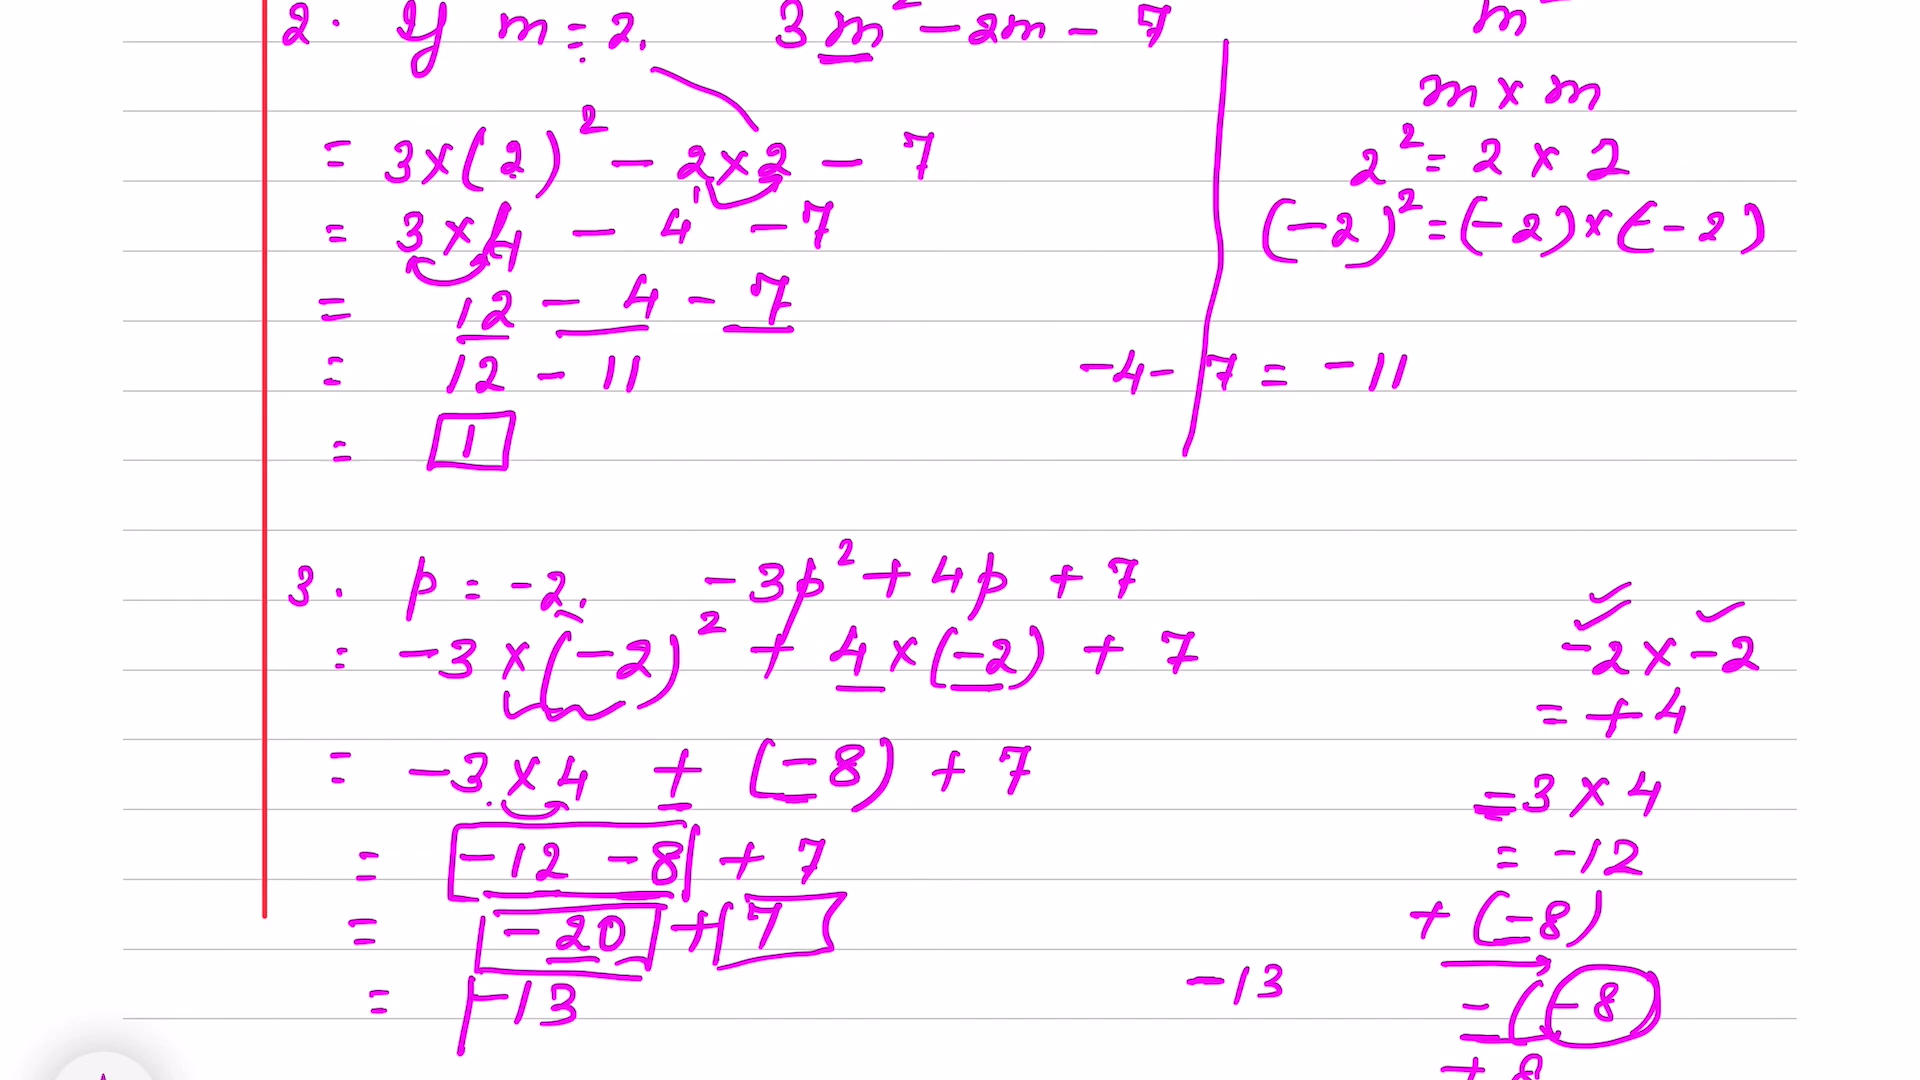 2. If m = 2. 3m² - 2m - 7
= 3×(2)² - 2×2 - 7
= 3×4 - 4 - 7
= 12 - 4 - 7
= 12 - 11
= 1
m²
m × m
2² = 2 × 2
(-2)² = (-2)×(-2)
-4 - 7 = -11
3. p = -2. -3p² + 4p + 7
= -3 × (-2)² + 4×(-2) + 7
= -3 × 4 + (-8) + 7
= -12 - 8 + 7
= -20 + 7
= -13
-13
-2 × -2
= +4
-3 × 4
= -12
+ (-8)
- (-8)
+ 8